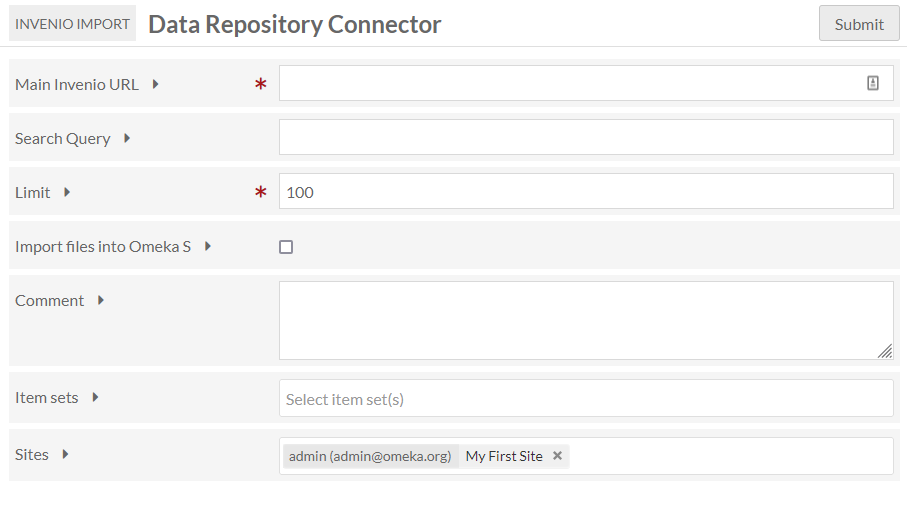 INVENIO IMPORT Data Repository Connector Submit
Main Invenio URL *
Search Query
Limit * 100
Import files into Omeka S
Comment
Item sets Select item set(s)
Sites admin (admin@omeka.org) My First Site ×